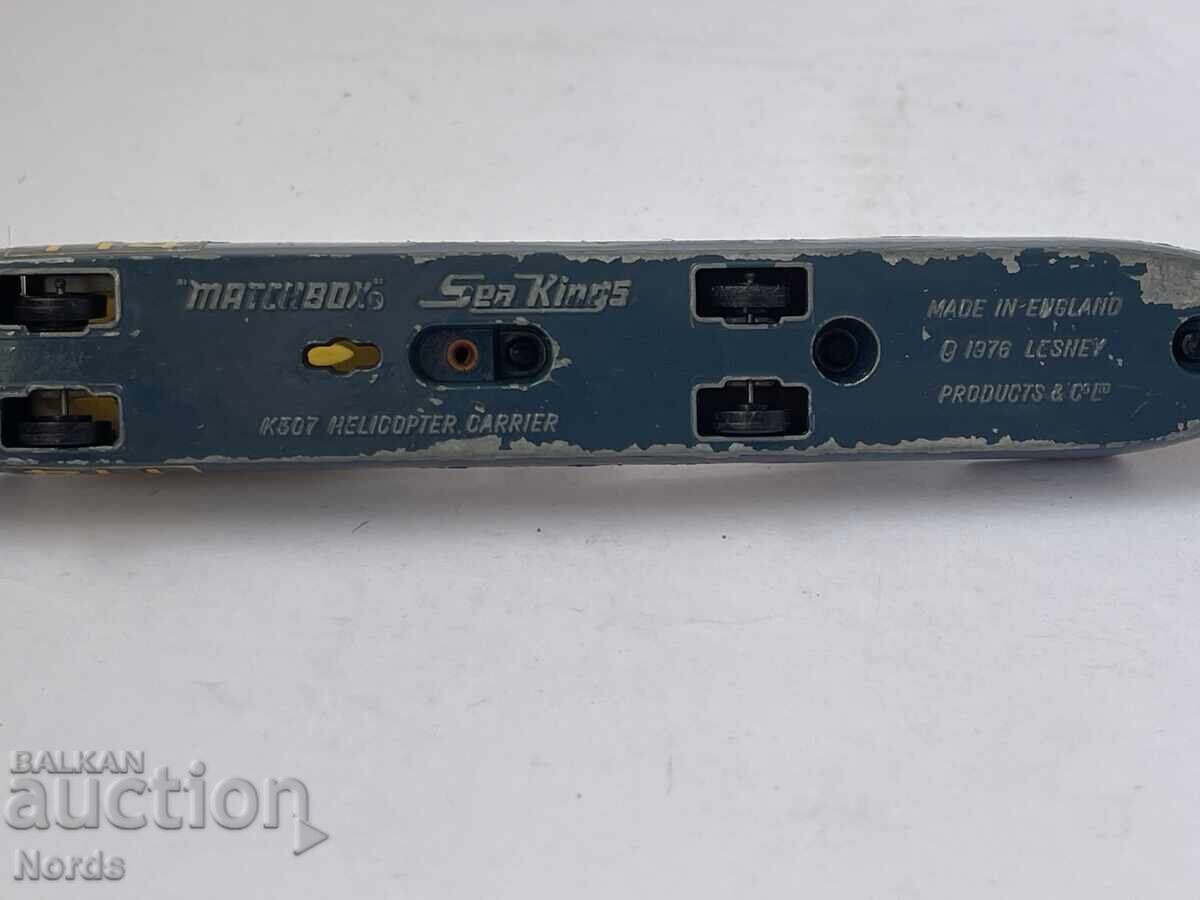 "MATCHBOX"® Sea Kings
K307 HELICOPTER CARRIER
MADE IN ENGLAND
© 1976 LESNEY
PRODUCTS & Co LTD
BALKAN
auction
Nords